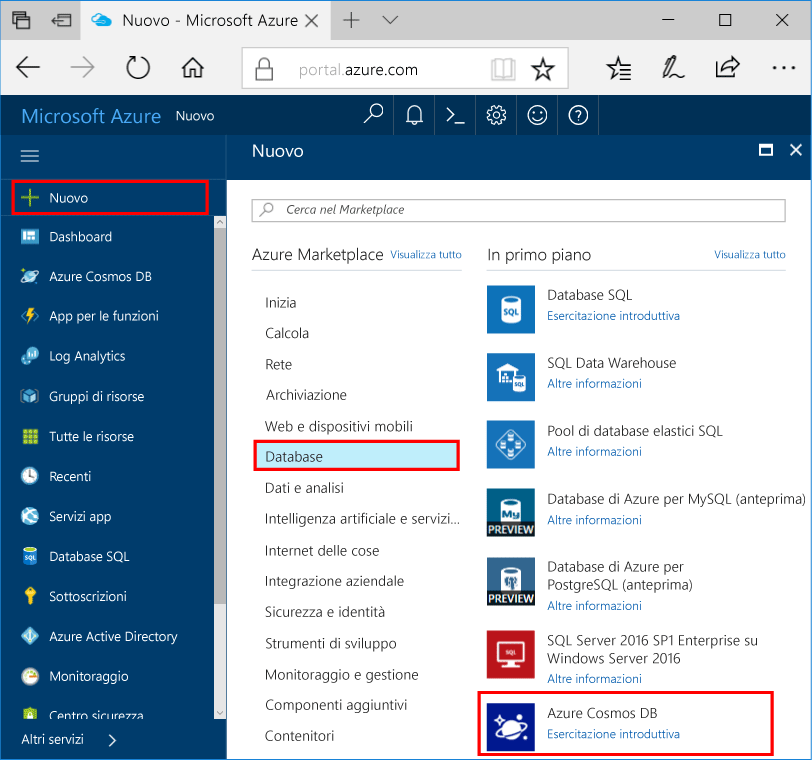 Nuovo - Microsoft Azure
portal.azure.com
Microsoft Azure Nuovo
Nuovo
Nuovo
Dashboard
Azure Cosmos DB
App per le funzioni
Log Analytics
Gruppi di risorse
Tutte le risorse
Recenti
Servizi app
SQL
Database SQL
Sottoscrizioni
Azure Active Directory
Monitoraggio
Centro sicurezza
Altri servizi
Cerca nel Marketplace
Azure Marketplace Visualizza tutto
Inizia
Calcola
Rete
Archiviazione
Web e dispositivi mobili
Database
Dati e analisi
Intelligenza artificiale e servizi...
Internet delle cose
Integrazione aziendale
Sicurezza e identità
Strumenti di sviluppo
Monitoraggio e gestione
Componenti aggiuntivi
Contenitori
In primo piano Visualizza tutto
SQL
Database SQL
Esercitazione introduttiva
SQL
SQL Data Warehouse
Altre informazioni
Pool di database elastici SQL
Altre informazioni
My
PREVIEW
Database di Azure per MySQL (anteprima)
Altre informazioni
PREVIEW
Database di Azure per
PostgreSQL (anteprima)
Altre informazioni
SQL
SQL Server 2016 SP1 Enterprise su
Windows Server 2016
Altre informazioni
Azure Cosmos DB
Esercitazione introduttiva